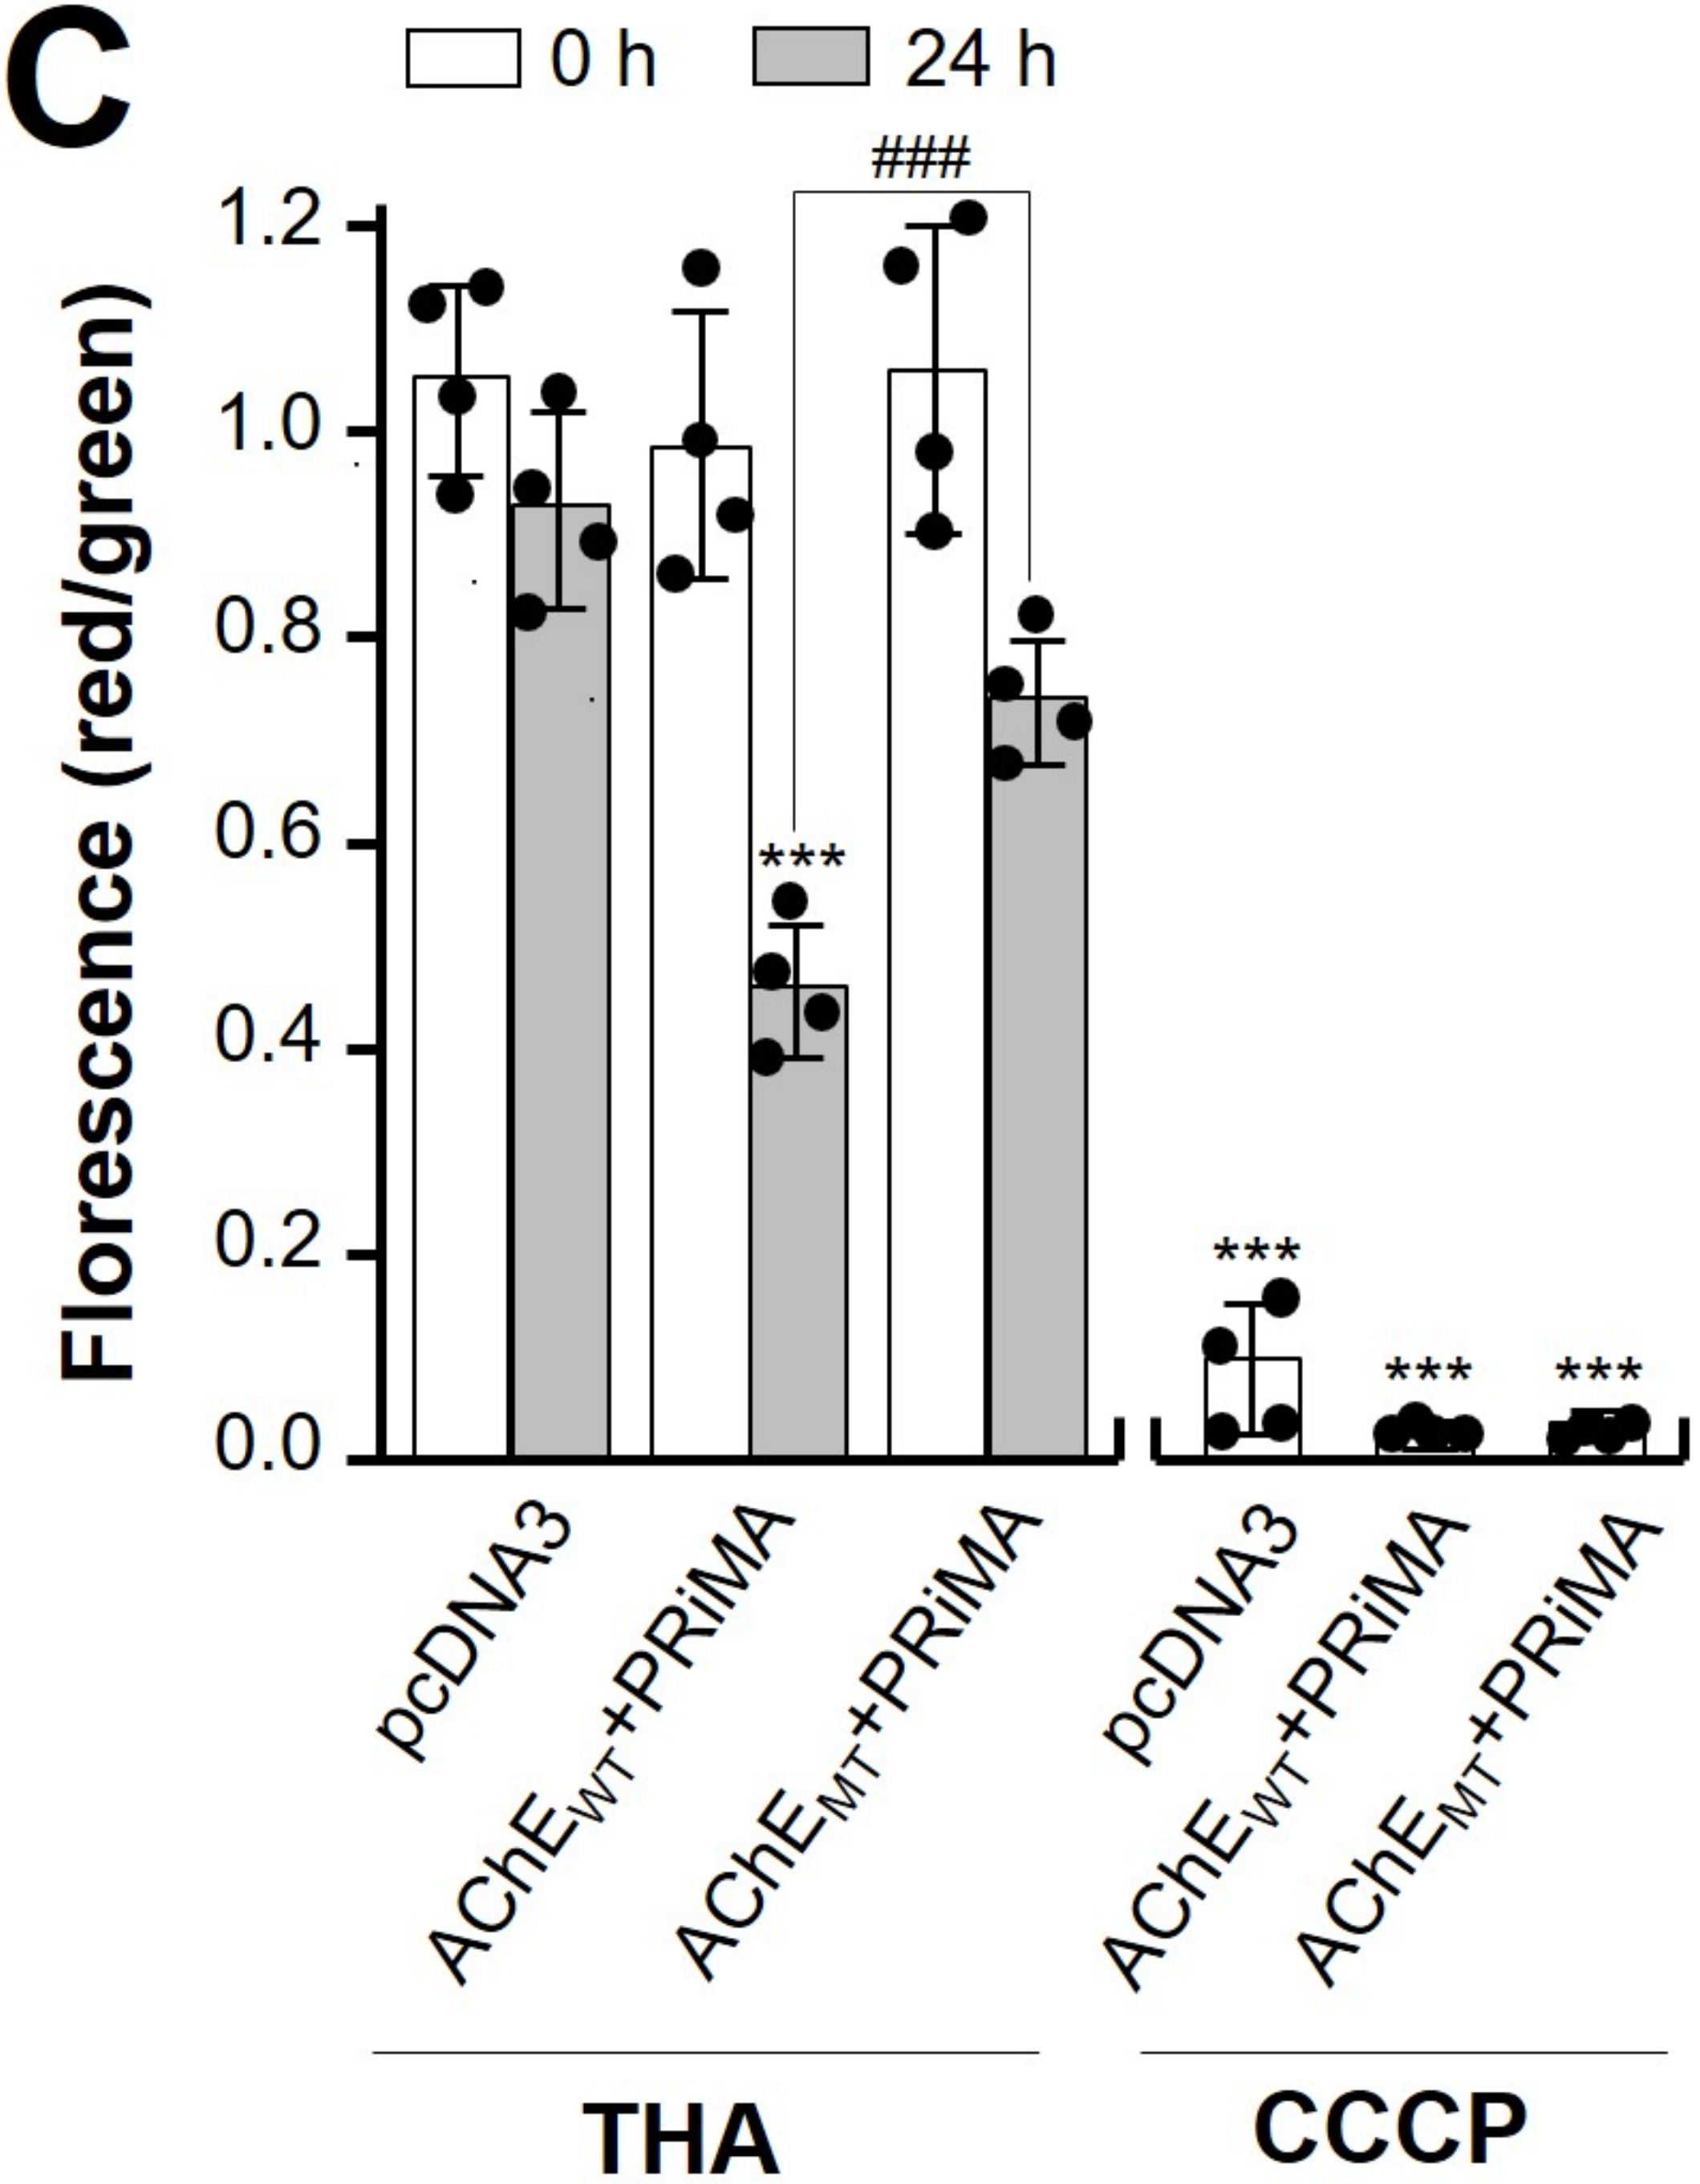 C
0 h 24 h
###
1.2
1.0
0.8
0.6
0.4
0.2
0.0
Florescence (red/green)
***
***
***
***
pcDNA3
AChEWT+PRiMA
AChEMT+PRiMA
pcDNA3
AChEWT+PRiMA
AChEMT+PRiMA
THA
CCCP